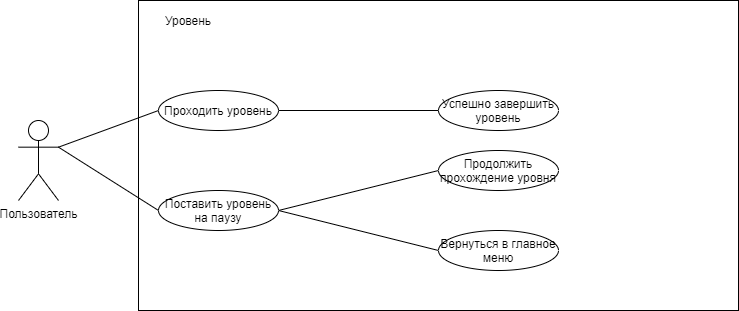 Уровень
Проходить уровень
Успешно завершить
уровень
Продолжить
прохождение уровня
Пользователь
Поставить уровень
на паузу
Вернуться в главное
меню